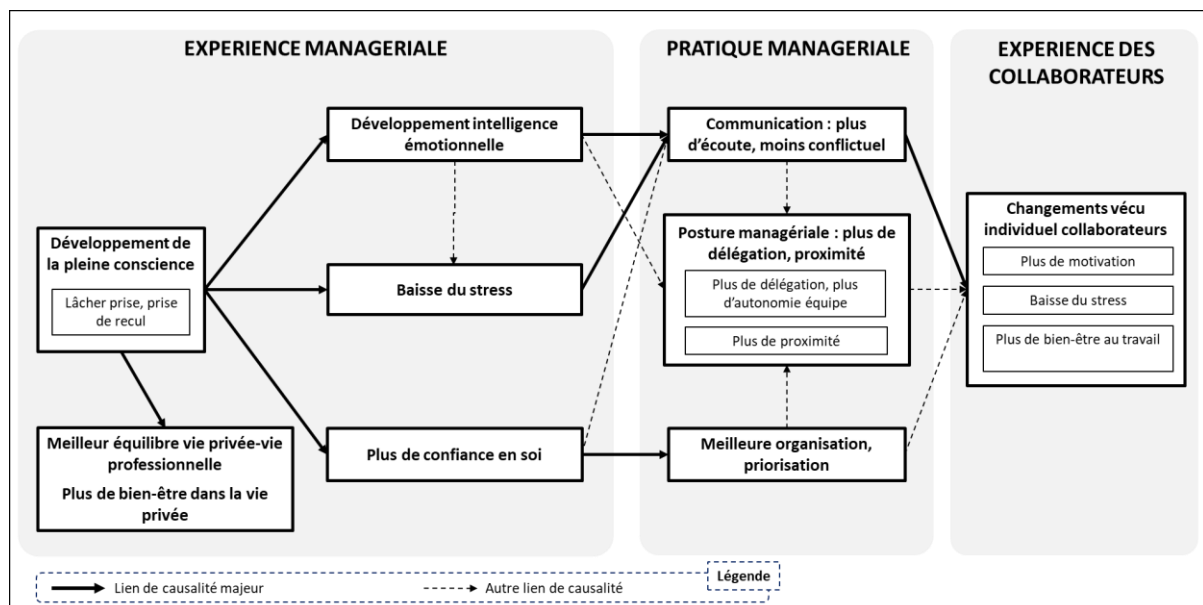 EXPERIENCE MANAGERIALE
PRATIQUE MANAGERIALE
EXPERIENCE DES
COLLABORATEURS
Développement intelligence
émotionnelle
Communication : plus
d'écoute, moins conflictuel
Développement de
la pleine conscience
Lâcher prise, prise
de recul
Baisse du stress
Posture managériale : plus de
délégation, proximité
Plus de délégation, plus
d'autonomie équipe
Plus de proximité
Changements vécu
individuel collaborateurs
Plus de motivation
Baisse du stress
Plus de bien-être au travail
Meilleur équilibre vie privée-vie
professionnelle
Plus de bien-être dans la vie
privée
Plus de confiance en soi
Meilleure organisation,
priorisation
Légende
Lien de causalité majeur
Autre lien de causalité